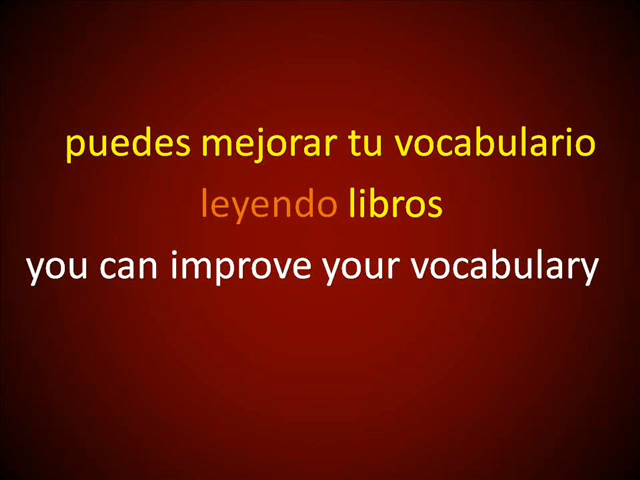 puedes mejorar tu vocabulario
leyendo libros
you can improve your vocabulary